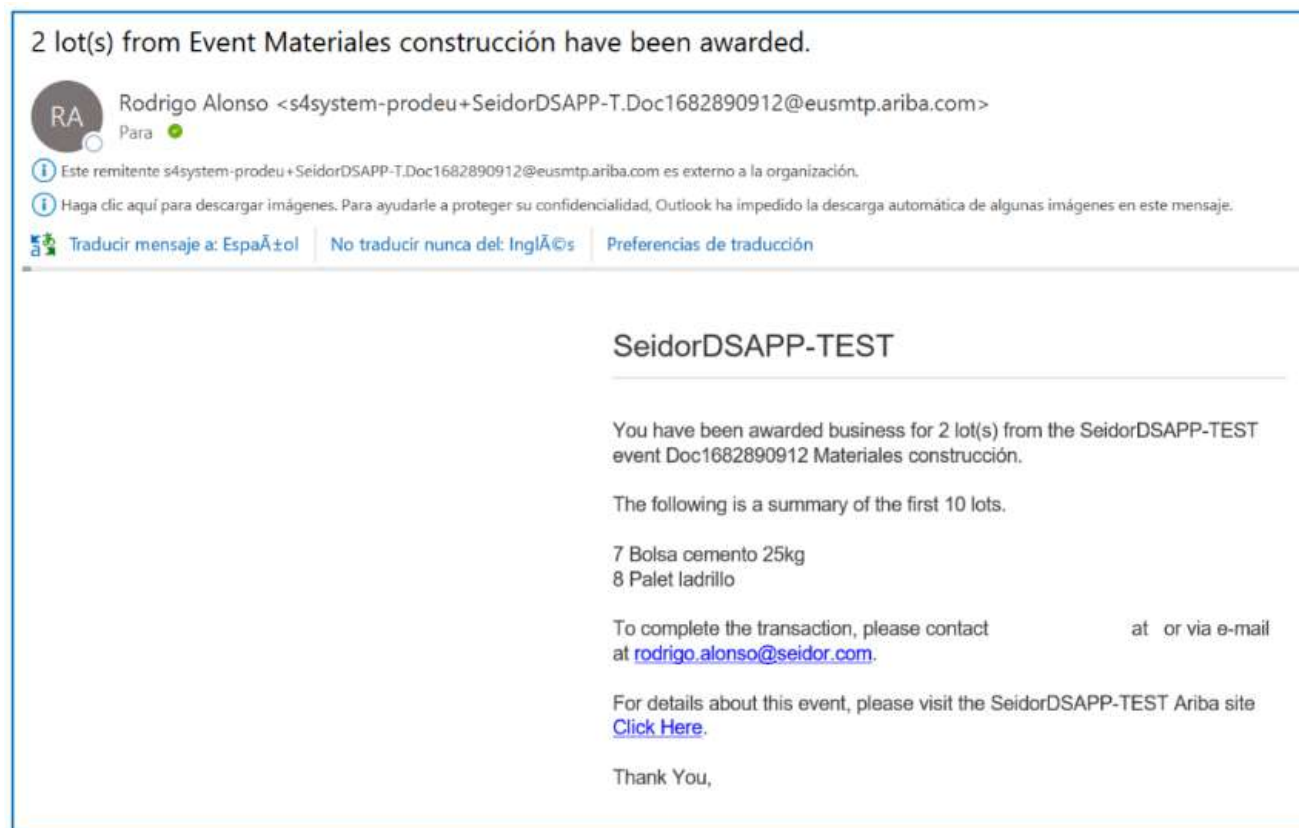 2 lot(s) from Event Materiales construcción have been awarded.
RA
Rodrigo Alonso <s4system-prodeu+SeidorDSAPP-T.Doc1682890912@eusmtp.ariba.com>
Para
Este remitente s4system-prodeu+SeidorDSAPP-T.Doc1682890912@eusmtp.ariba.com es externo a la organización.
Haga clic aquí para descargar imágenes. Para ayudarle a proteger su confidencialidad, Outlook ha impedido la descarga automática de algunas imágenes en este mensaje.
Traducir mensaje a: EspaÃ±ol No traducir nunca del: InglÃ©s Preferencias de traducción
SeidorDSAPP-TEST
You have been awarded business for 2 lot(s) from the SeidorDSAPP-TEST
event Doc1682890912 Materiales construcción.
The following is a summary of the first 10 lots.
7 Bolsa cemento 25kg
8 Palet ladrillo
To complete the transaction, please contact at or via e-mail
at rodrigo.alonso@seidor.com.
For details about this event, please visit the SeidorDSAPP-TEST Ariba site
Click Here.
Thank You,